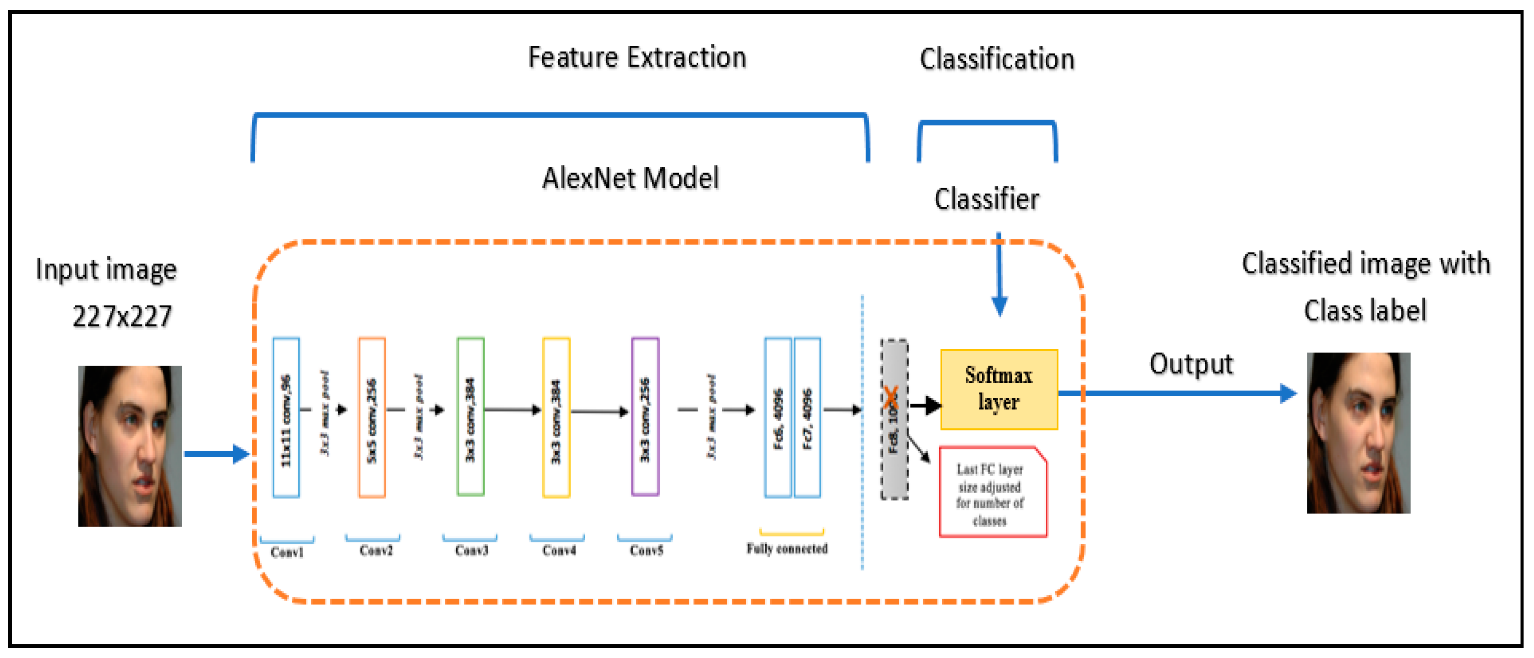 Feature Extraction
Classification
AlexNet Model
Classifier
Input image
227x227
Classified image with
Class label
Output
11x11 conv,96
3x3 max pool
5x5 conv,256
3x3 max pool
3x3 conv,384
3x3 conv,384
3x3 conv,256
3x3 max pool
Fc6, 4096
Fc7, 4096
Fc8,
Softmax
layer
Last FC layer
size adjusted
for number of
classes
Conv1
Conv2
Conv3
Conv4
Conv5
Fully connected